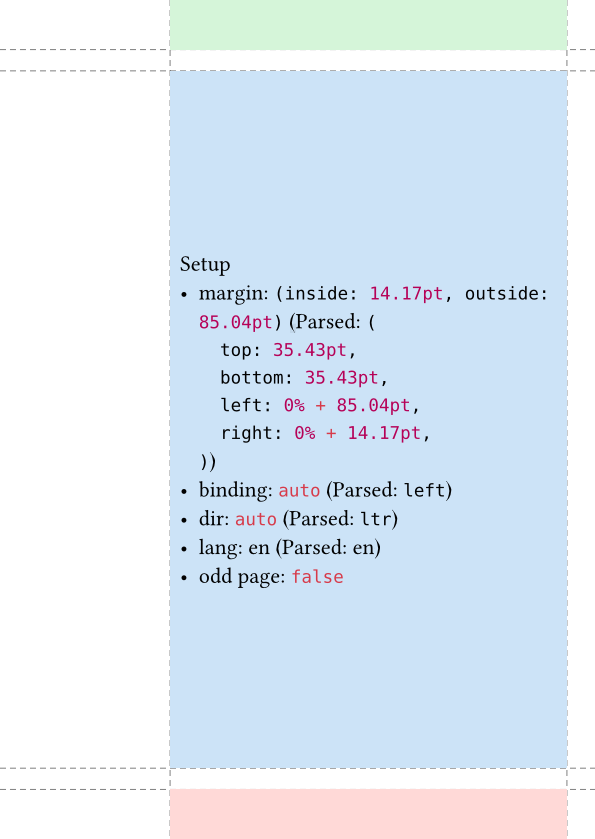 Setup
• margin: (inside: 14.17pt, outside:
85.04pt) (Parsed: (
top: 35.43pt,
bottom: 35.43pt,
left: 0% + 85.04pt,
right: 0% + 14.17pt,
))
• binding: auto (Parsed: left)
• dir: auto (Parsed: ltr)
• lang: en (Parsed: en)
• odd page: false